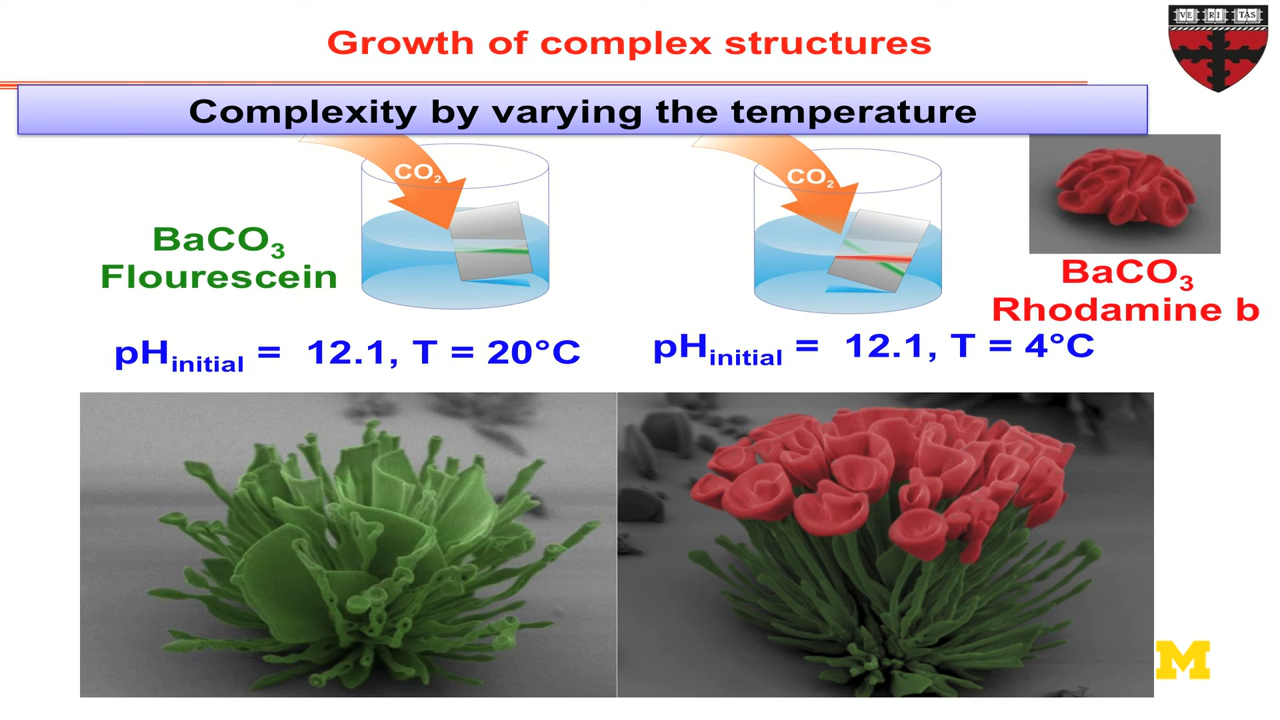 Growth of complex structures
VE RI TAS
Complexity by varying the temperature
CO₂
CO₂
BaCO₃
Flourescein
BaCO₃
Rhodamine b
pHinitial = 12.1, T = 20°C
pHinitial = 12.1, T = 4°C
M